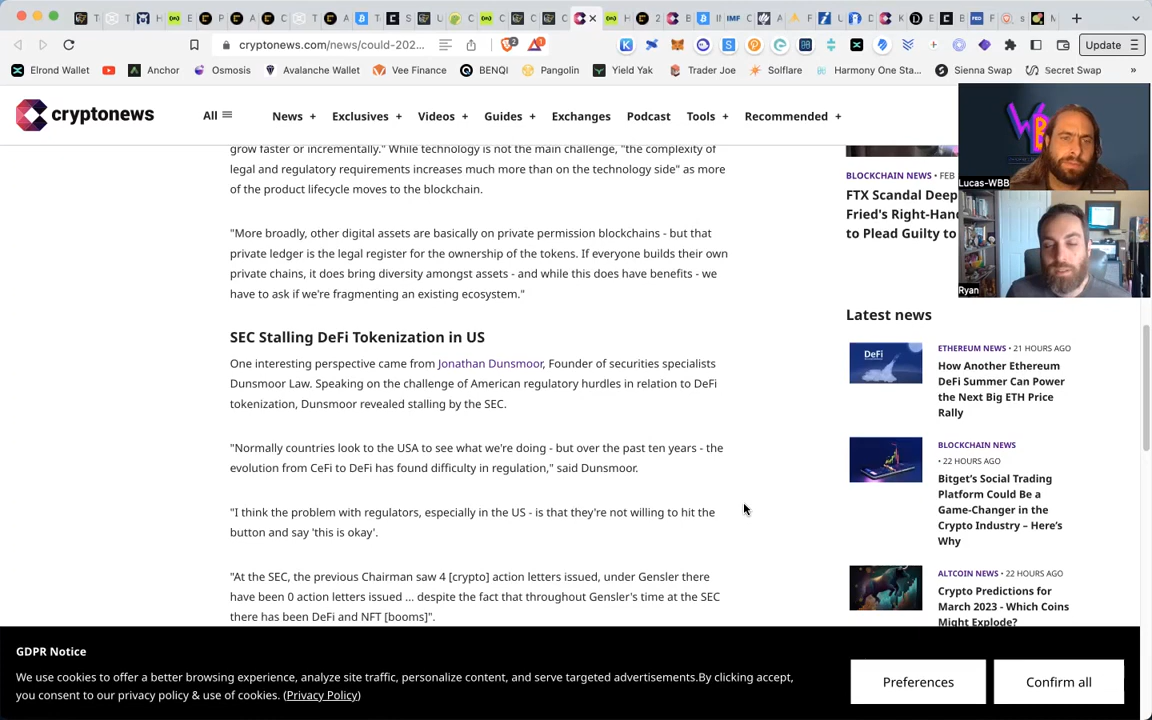 cryptonews.com/news/could-202...
Update
Elrond Wallet
Anchor
Osmosis
Avalanche Wallet
Vee Finance
BENQI
Pangolin
Yield Yak
Trader Joe
Solflare
Harmony One Sta...
Sienna Swap
Secret Swap
»
cryptonews
All
News +
Exclusives +
Videos +
Guides +
Exchanges
Podcast
Tools +
Recommended +
grow faster or incrementally." While technology is not the main challenge, "the complexity of
legal and regulatory requirements increases much more than on the technology side" as more
of the product lifecycle moves to the blockchain.
"More broadly, other digital assets are basically on private permission blockchains - but that
private ledger is the legal register for the ownership of the tokens. If everyone builds their own
private chains, it does bring diversity amongst assets - and while this does have benefits - we
have to ask if we're fragmenting an existing ecosystem."
SEC Stalling DeFi Tokenization in US
One interesting perspective came from Jonathan Dunsmoor, Founder of securities specialists
Dunsmoor Law. Speaking on the challenge of American regulatory hurdles in relation to DeFi
tokenization, Dunsmoor revealed stalling by the SEC.
"Normally countries look to the USA to see what we're doing - but over the past ten years - the
evolution from CeFi to DeFi has found difficulty in regulation," said Dunsmoor.
"I think the problem with regulators, especially in the US - is that they're not willing to hit the
button and say 'this is okay'.
"At the SEC, the previous Chairman saw 4 [crypto] action letters issued, under Gensler there
have been 0 action letters issued ... despite the fact that throughout Gensler's time at the SEC
there has been DeFi and NFT [booms]".
BLOCKCHAIN NEWS • FEB
FTX Scandal Deep
Fried's Right-Han
to Plead Guilty to
Lucas-WBB
Ryan
Latest news
DeFi
ETHEREUM NEWS • 21 HOURS AGO
How Another Ethereum
DeFi Summer Can Power
the Next Big ETH Price
Rally
BLOCKCHAIN NEWS
• 22 HOURS AGO
Bitget's Social Trading
Platform Could Be a
Game-Changer in the
Crypto Industry – Here's
Why
ALTCOIN NEWS • 22 HOURS AGO
Crypto Predictions for
March 2023 - Which Coins
Might Explode?
GDPR Notice
We use cookies to offer a better browsing experience, analyze site traffic, personalize content, and serve targeted advertisements.By clicking accept,
you consent to our privacy policy & use of cookies. (Privacy Policy)
Preferences
Confirm all